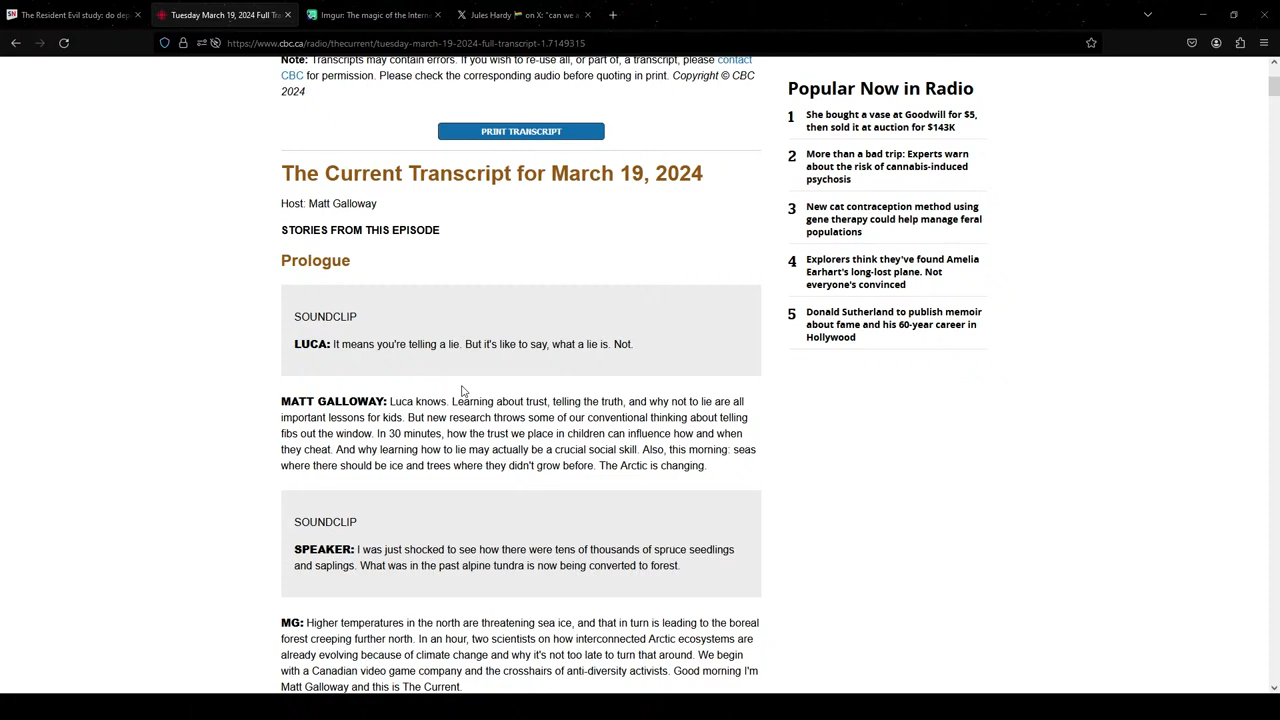 The Resident Evil study: do dep
Tuesday March 19, 2024 Full Tra
Imgur: The magic of the Interne
Jules Hardy on X: "can we a
https://www.cbc.ca/radio/thecurrent/tuesday-march-19-2024-full-transcript-1.7149315
Note: Transcripts may contain errors. If you wish to re-use all, or part of, a transcript, please contact
CBC for permission. Please check the corresponding audio before quoting in print. Copyright © CBC
2024
PRINT TRANSCRIPT
The Current Transcript for March 19, 2024
Host: Matt Galloway
STORIES FROM THIS EPISODE
Prologue
SOUNDCLIP
LUCA: It means you're telling a lie. But it's like to say, what a lie is. Not.
MATT GALLOWAY: Luca knows. Learning about trust, telling the truth, and why not to lie are all
important lessons for kids. But new research throws some of our conventional thinking about telling
fibs out the window. In 30 minutes, how the trust we place in children can influence how and when
they cheat. And why learning how to lie may actually be a crucial social skill. Also, this morning: seas
where there should be ice and trees where they didn't grow before. The Arctic is changing.
SOUNDCLIP
SPEAKER: I was just shocked to see how there were tens of thousands of spruce seedlings
and saplings. What was in the past alpine tundra is now being converted to forest.
MG: Higher temperatures in the north are threatening sea ice, and that in turn is leading to the boreal
forest creeping further north. In an hour, two scientists on how interconnected Arctic ecosystems are
already evolving because of climate change and why it's not too late to turn that around. We begin
with a Canadian video game company and the crosshairs of anti-diversity activists. Good morning I'm
Matt Galloway and this is The Current.
Popular Now in Radio
1 She bought a vase at Goodwill for $5,
then sold it at auction for $143K
2 More than a bad trip: Experts warn
about the risk of cannabis-induced
psychosis
3 New cat contraception method using
gene therapy could help manage feral
populations
4 Explorers think they've found Amelia
Earhart's long-lost plane. Not
everyone's convinced
5 Donald Sutherland to publish memoir
about fame and his 60-year career in
Hollywood